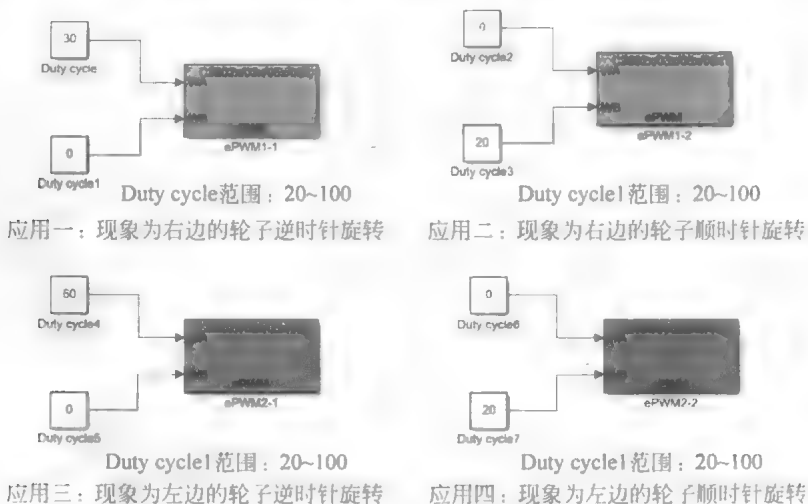 30
Duty cycle
0
Duty cycle1
ePWM1-1
Duty cycle范围：20~100
应用一：现象为右边的轮子逆时针旋转
0
Duty cycle2
WA
WB
ePWM
20
Duty cycle3
ePWM1-2
Duty cycle1范围：20~100
应用二：现象为右边的轮子顺时针旋转
60
Duty cycle4
0
Duty cycle5
ePWM2-1
Duty cycle1范围：20~100
应用三：现象为左边的轮子逆时针旋转
0
Duty cycle6
20
Duty cycle7
ePWM2-2
Duty cycle1范围：20~100
应用四：现象为左边的轮子顺时针旋转